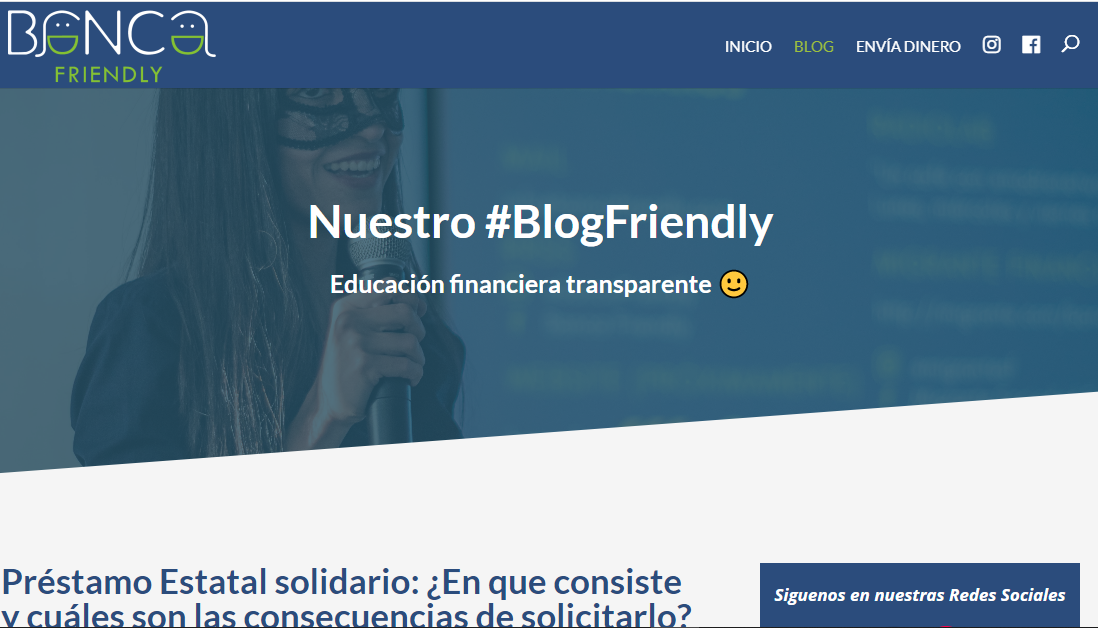 BANCA
FRIENDLY
INICIO
BLOG
ENVÍA DINERO
Nuestro #BlogFriendly
Educación financiera transparente
Préstamo Estatal solidario: ¿En que consiste
y cuáles son las consecuencias de solicitarlo?
Siguenos en nuestras Redes Sociales